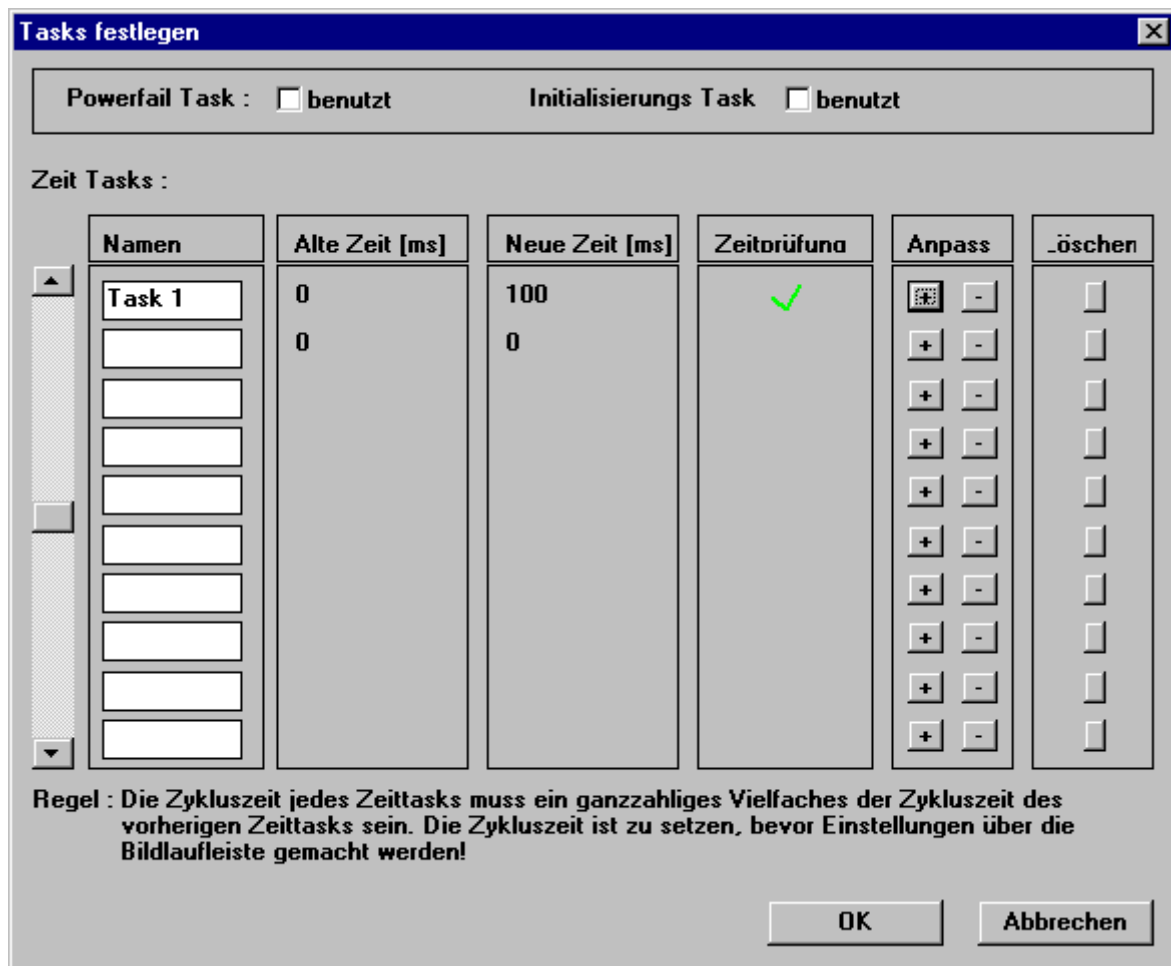 Tasks festlegen
Powerfail Task : benutzt Initialisierungs Task benutzt
Zeit Tasks :
Namen Alte Zeit [ms] Neue Zeit [ms] Zeitprüfung Anpass Löschen
Task 1 0 100 + -
0 0 + -
+ -
+ -
+ -
+ -
+ -
+ -
+ -
+ -
Regel : Die Zykluszeit jedes Zeittasks muss ein ganzzahliges Vielfaches der Zykluszeit des
vorherigen Zeittasks sein. Die Zykluszeit ist zu setzen, bevor Einstellungen über die
Bildlaufleiste gemacht werden!
OK Abbrechen